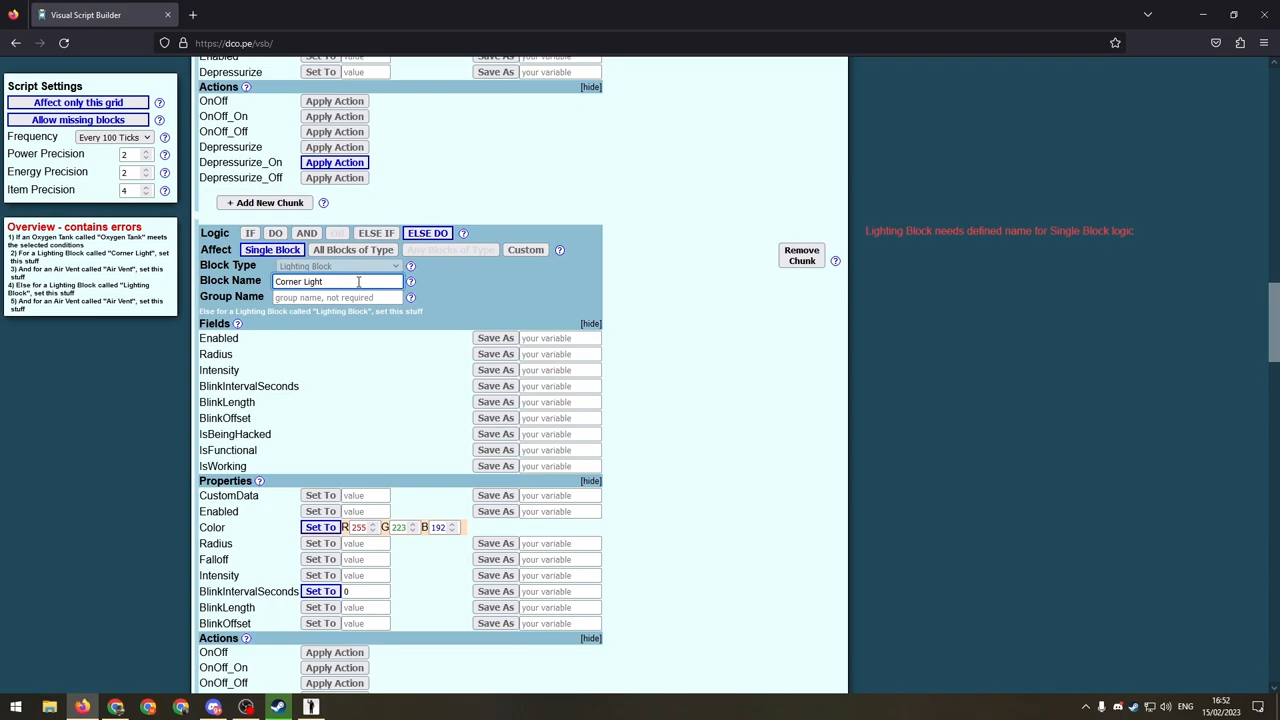 Visual Script Builder
https://dco.pe/vsb/
Script Settings
Affect only this grid
Allow missing blocks
Frequency Every 100 Ticks
Power Precision 2
Energy Precision 2
Item Precision 4
Overview - contains errors
1) If an Oxygen Tank called "Oxygen Tank" meets
the selected conditions
2) For a Lighting Block called "Corner Light", set
this stuff
3) And for an Air Vent called "Air Vent", set this
stuff
4) Else for a Lighting Block called "Lighting
Block", set this stuff
5) And for an Air Vent called "Air Vent", set this
stuff
Enabled Set To value Save As your variable
Depressurize Set To value Save As your variable
Actions [hide]
OnOff Apply Action
OnOff_On Apply Action
OnOff_Off Apply Action
Depressurize Apply Action
Depressurize_On Apply Action
Depressurize_Off Apply Action
+ Add New Chunk
Logic IF DO AND OR ELSE IF ELSE DO
Affect Single Block All Blocks of Type Any Blocks of Type Custom
Block Type Lighting Block
Block Name Corner Light
Group Name group name, not required
Else for a Lighting Block called "Lighting Block", set this stuff
Lighting Block needs defined name for Single Block logic
Remove
Chunk
Fields [hide]
Enabled Save As your variable
Radius Save As your variable
Intensity Save As your variable
BlinkIntervalSeconds Save As your variable
BlinkLength Save As your variable
BlinkOffset Save As your variable
IsBeingHacked Save As your variable
IsFunctional Save As your variable
IsWorking Save As your variable
Properties [hide]
CustomData Set To value Save As your variable
Enabled Set To value Save As your variable
Color Set To R 255 G 223 B 192
Radius Set To value Save As your variable
Falloff Set To value Save As your variable
Intensity Set To value Save As your variable
BlinkIntervalSeconds Set To 0 Save As your variable
BlinkLength Set To value Save As your variable
BlinkOffset Set To value Save As your variable
Actions [hide]
OnOff Apply Action
OnOff_On Apply Action
OnOff_Off Apply Action
ENG
16:52
15/02/2023